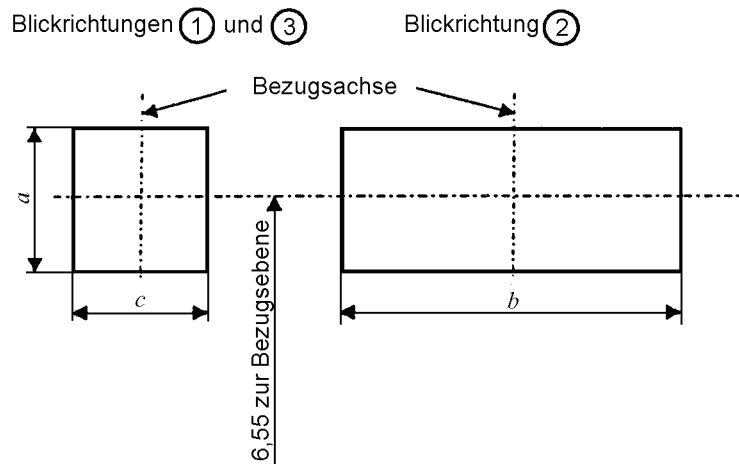 Blickrichtungen 1 und 3
Blickrichtung 2
Bezugsachse
a
c
6,55 zur Bezugsebene
b